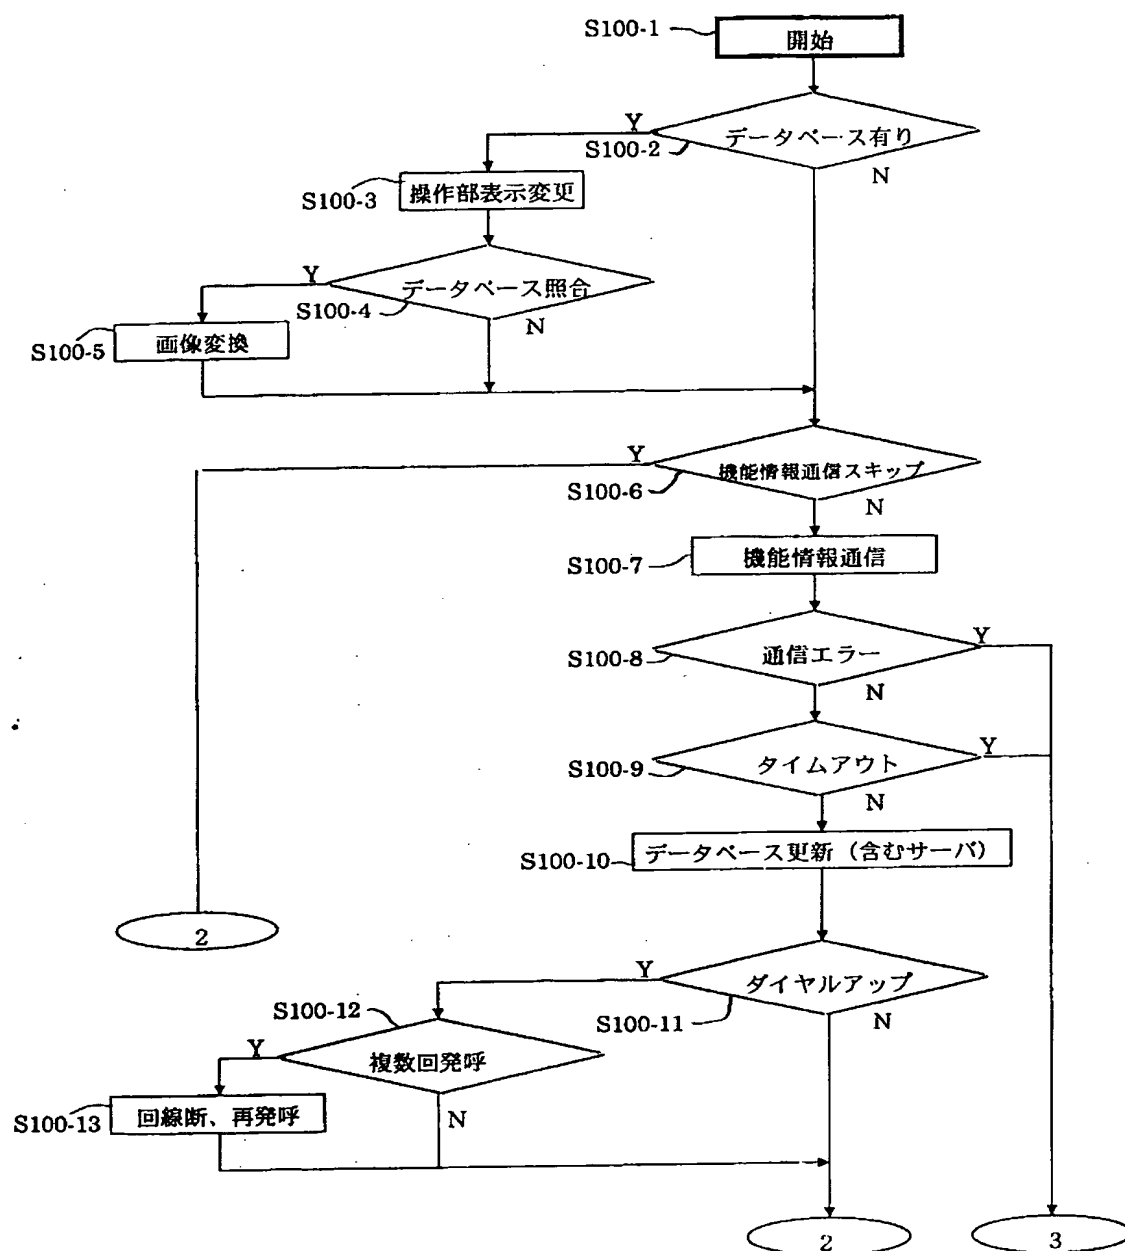 S100-1
開始
Y
データベース有り
S100-2
N
S100-3
操作部表示変更
Y
データベース照合
S100-4
N
S100-5
画像変換
Y
機能情報通信スキップ
S100-6
N
機能情報通信
S100-7
Y
通信エラー
S100-8
N
Y
タイムアウト
S100-9
N
データベース更新（含むサーバ）
S100-10
2
Y
ダイヤルアップ
S100-11
N
S100-12
Y
複数回発呼
N
S100-13
回線断、再発呼
2
3